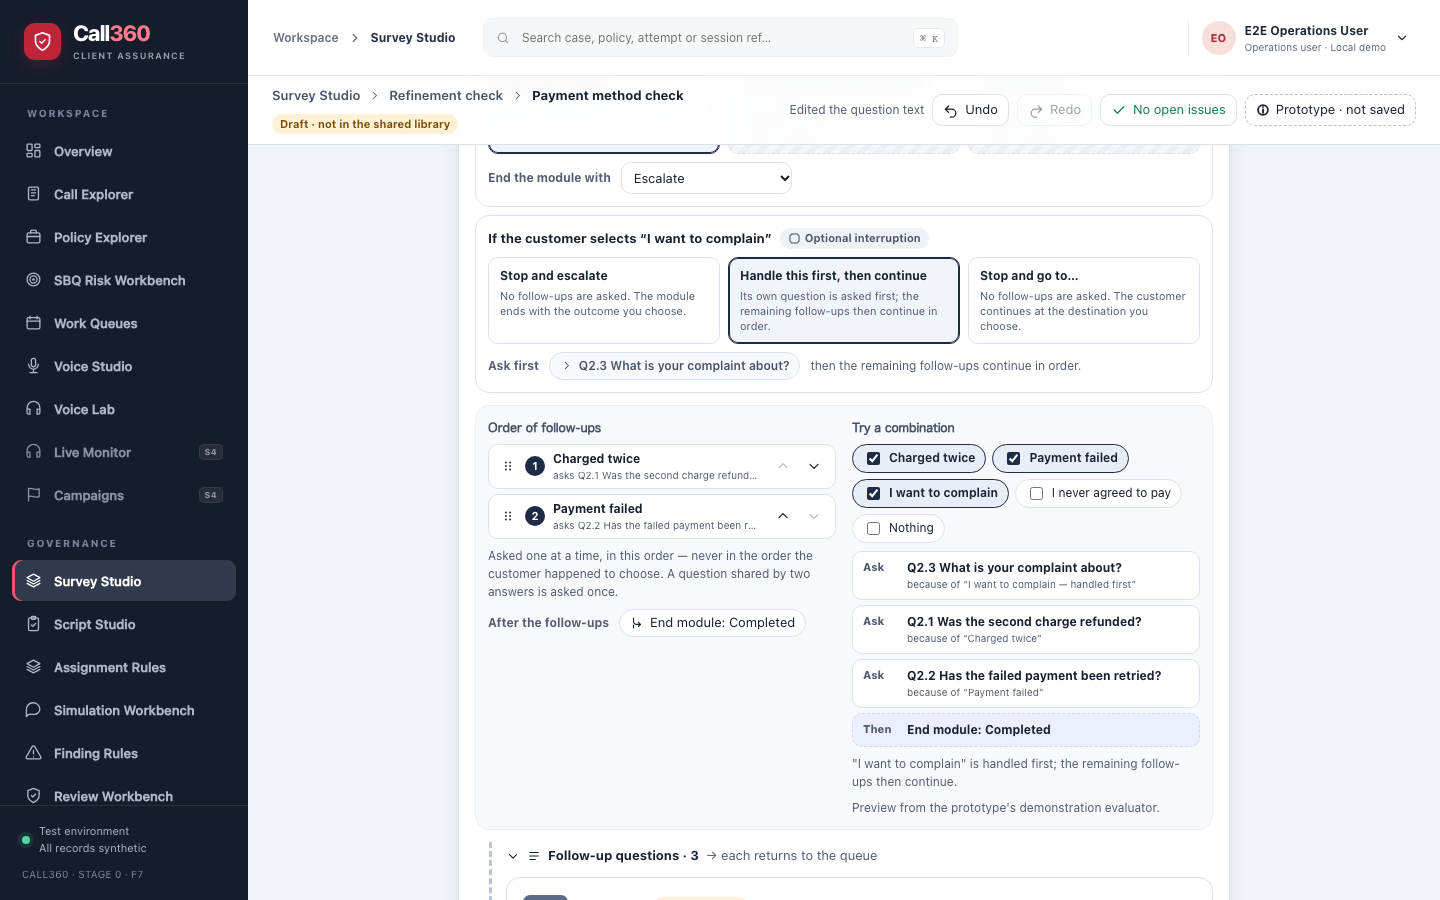 Call360
CLIENT ASSURANCE
WORKSPACE
Overview
Call Explorer
Policy Explorer
SBQ Risk Workbench
Work Queues
Voice Studio
Voice Lab
Live Monitor S4
Campaigns S4
GOVERNANCE
Survey Studio
Script Studio
Assignment Rules
Simulation Workbench
Finding Rules
Review Workbench
Test environment
All records synthetic
CALL360 · STAGE 0 · F7
Workspace > Survey Studio
Search case, policy, attempt or session ref...
⌘ K
EO
E2E Operations User
Operations user · Local demo
Survey Studio > Refinement check > Payment method check
Draft · not in the shared library
Edited the question text
Undo
Redo
No open issues
Prototype · not saved
End the module with Escalate
If the customer selects “I want to complain” Optional interruption
Stop and escalate
No follow-ups are asked. The module
ends with the outcome you choose.
Handle this first, then continue
Its own question is asked first; the
remaining follow-ups then continue in
order.
Stop and go to...
No follow-ups are asked. The customer
continues at the destination you
choose.
Ask first > Q2.3 What is your complaint about? then the remaining follow-ups continue in order.
Order of follow-ups
1 Charged twice
asks Q2.1 Was the second charge refund...
2 Payment failed
asks Q2.2 Has the failed payment been r...
Asked one at a time, in this order — never in the order the
customer happened to choose. A question shared by two
answers is asked once.
After the follow-ups End module: Completed
Try a combination
Charged twice Payment failed
I want to complain I never agreed to pay
Nothing
Ask Q2.3 What is your complaint about?
because of “I want to complain — handled first”
Ask Q2.1 Was the second charge refunded?
because of “Charged twice”
Ask Q2.2 Has the failed payment been retried?
because of “Payment failed”
Then End module: Completed
"I want to complain" is handled first; the remaining follow-
ups then continue.
Preview from the prototype's demonstration evaluator.
Follow-up questions · 3 → each returns to the queue